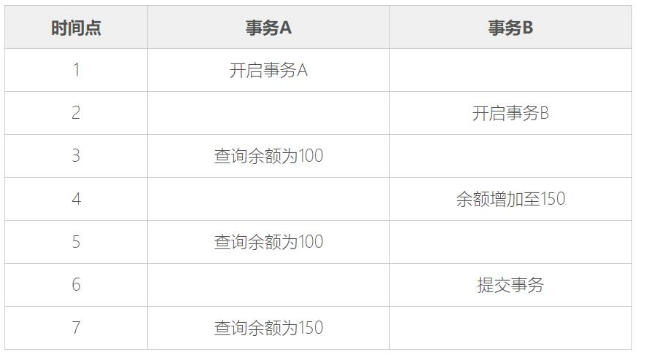 时间点 事务A 事务B
1 开启事务A
2 开启事务B
3 查询余额为100
4 余额增加至150
5 查询余额为100
6 提交事务
7 查询余额为150